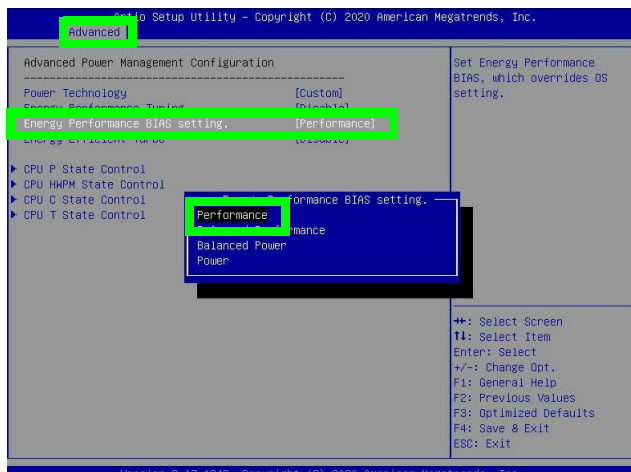 Aptio Setup Utility – Copyright (C) 2020 American Megatrends, Inc.
Advanced
Advanced Power Management Configuration
Power Technology [Custom]
Energy Performance Tuning [Disable]
Energy Performance BIAS setting. [Performance]
Energy Efficient Turbo [Disable]
CPU P State Control
CPU HWPM State Control
CPU C State Control
CPU T State Control
Performance BIAS setting.
Performance
Performance
Balanced Power
Power
Set Energy Performance
BIAS, which overrides OS
setting.
: Select Screen
: Select Item
Enter: Select
+/-: Change Opt.
F1: General Help
F2: Previous Values
F3: Optimized Defaults
F4: Save & Exit
ESC: Exit
Copyright (C) 2020 American Megatrends, Inc.